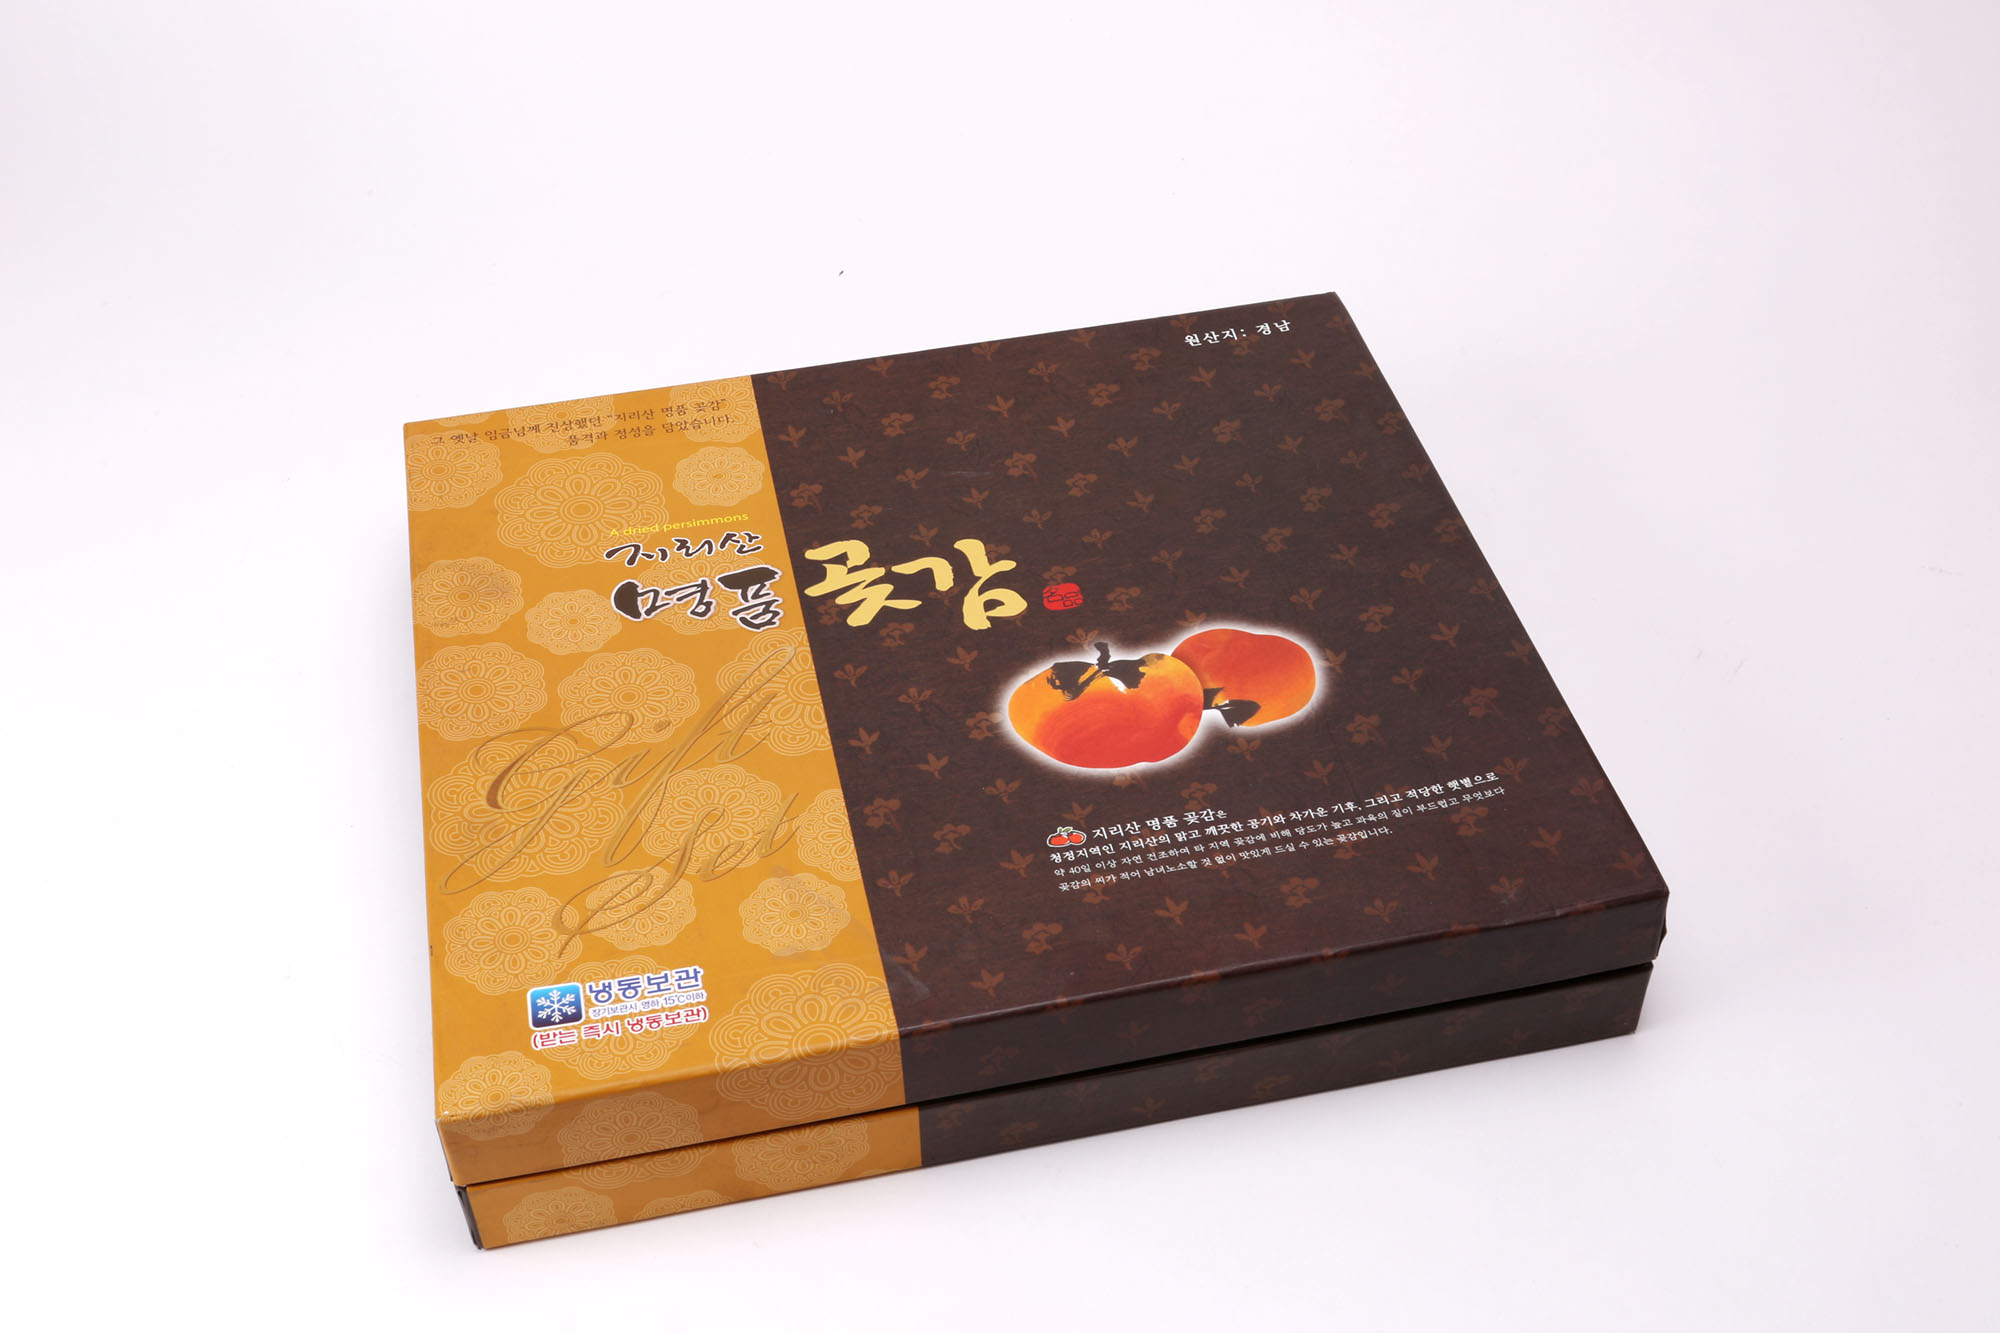 원산지: 경남
그 옛날 임금님께 진상했던 "지리산 명품 곶감"
품격과 정성을 담았습니다.
A dried persimmons
지리산
명품 곶감
名品
Gift
Set
지리산 명품 곶감은
청정지역인 지리산의 맑고 깨끗한 공기와 차가운 기후, 그리고 적당한 햇볕으로
약 40일 이상 자연 건조하여 타 지역 곶감에 비해 당도가 높고 과육의 질이 부드럽고 무엇보다
곶감의 씨가 적어 남녀노소할 것 없이 맛있게 드실 수 있는 곶감입니다.
냉동보관
장기보관시 영하 15℃이하
(받는 즉시 냉동보관)